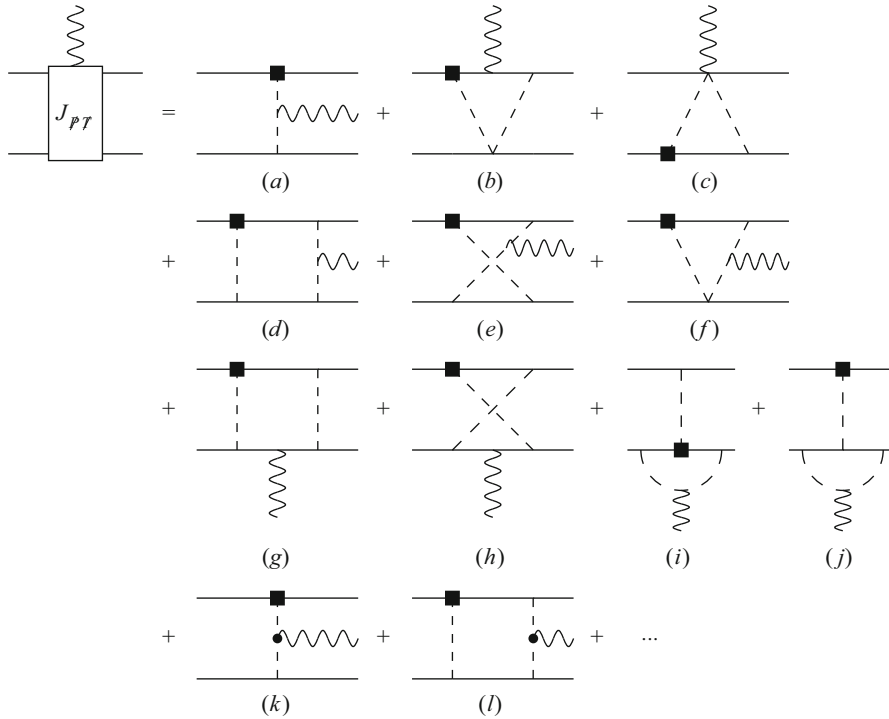 J_{P̸T̸} = + +
(a) (b) (c)
+ + +
(d) (e) (f)
+ + + +
(g) (h) (i) (j)
+ + + ...
(k) (l)